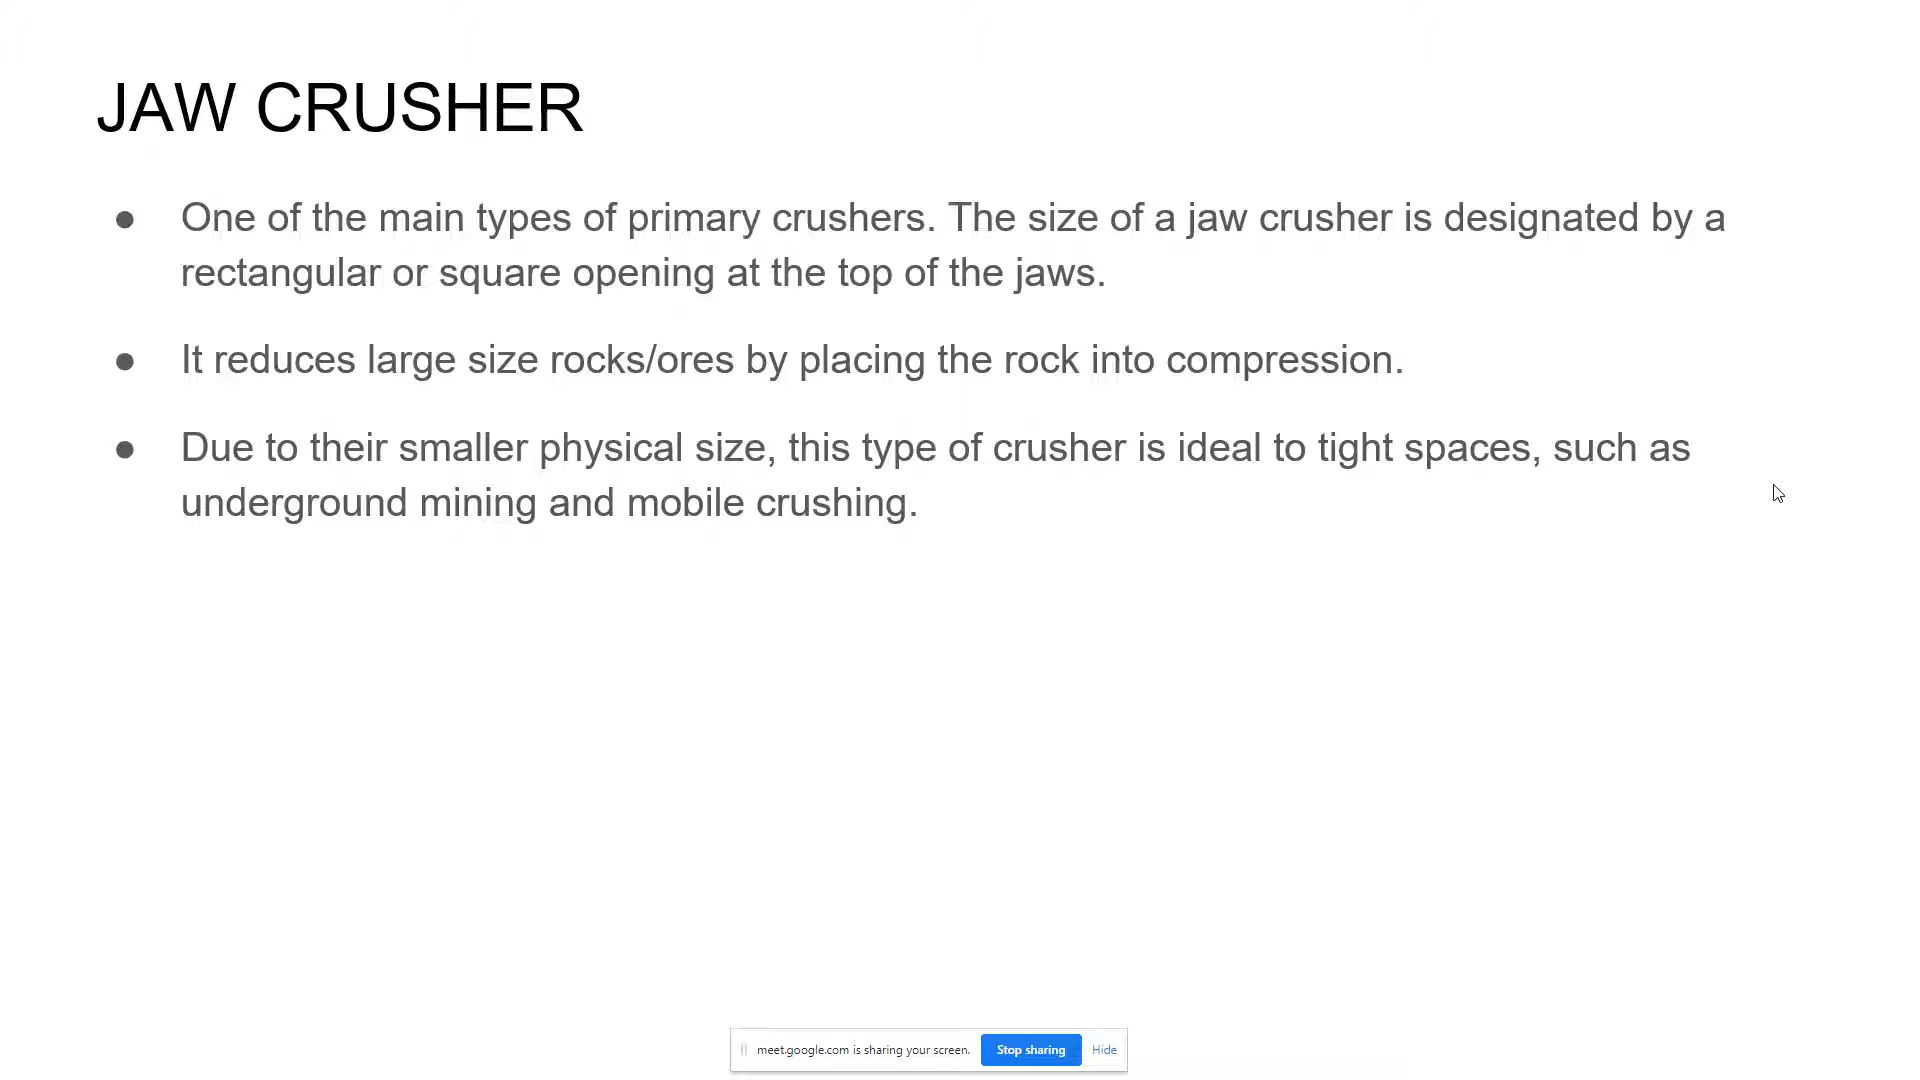 JAW CRUSHER
● One of the main types of primary crushers. The size of a jaw crusher is designated by a
rectangular or square opening at the top of the jaws.
● It reduces large size rocks/ores by placing the rock into compression.
● Due to their smaller physical size, this type of crusher is ideal to tight spaces, such as
underground mining and mobile crushing.
meet.google.com is sharing your screen. Stop sharing Hide